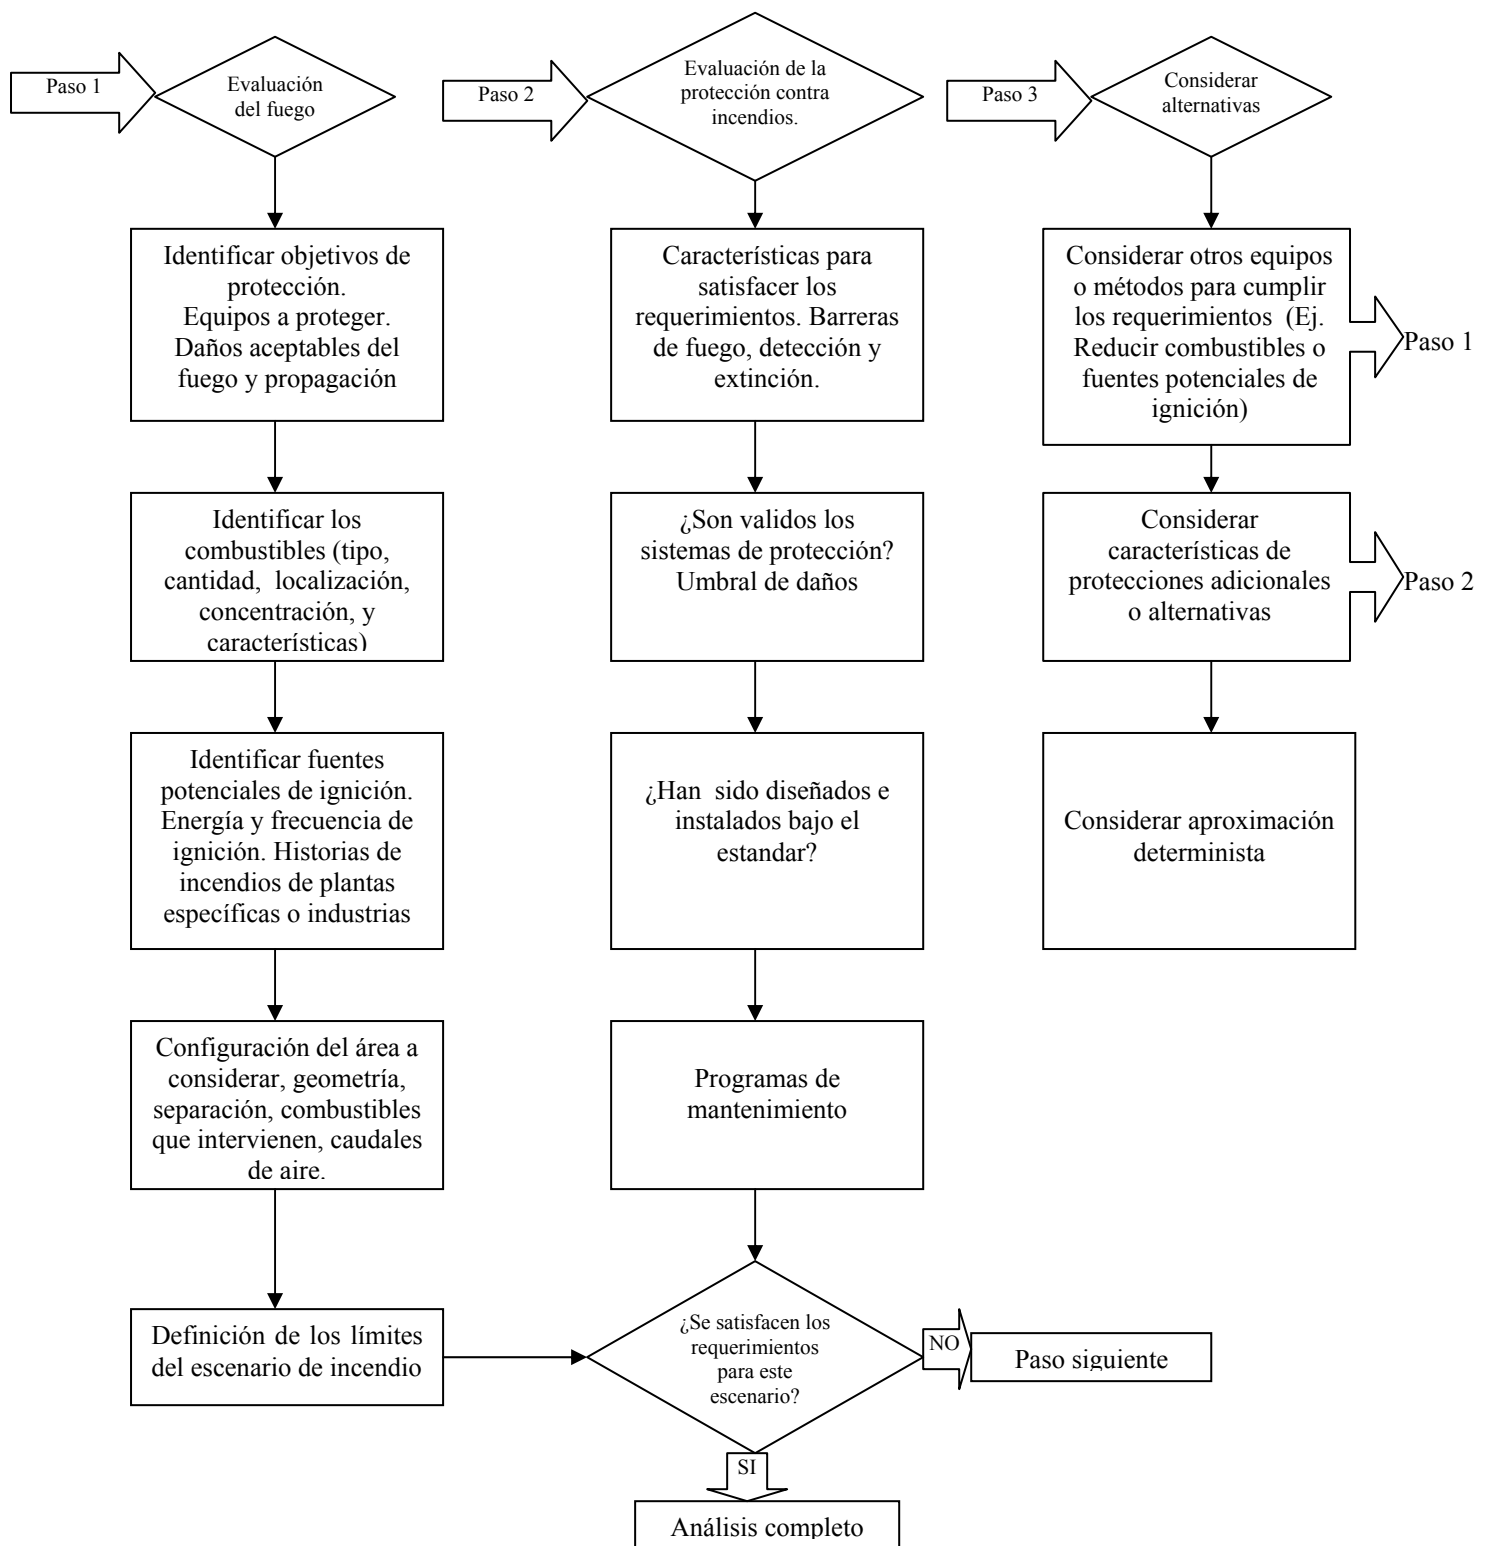 Paso 1
Evaluación
del fuego
Identificar objetivos de
protección.
Equipos a proteger.
Daños aceptables del
fuego y propagación
Identificar los
combustibles (tipo,
cantidad, localización,
concentración, y
características)
Identificar fuentes
potenciales de ignición.
Energía y frecuencia de
ignición. Historias de
incendios de plantas
específicas o industrias
Configuración del área a
considerar, geometría,
separación, combustibles
que intervienen, caudales
de aire.
Definición de los límites
del escenario de incendio
Paso 2
Evaluación de la
protección contra
incendios.
Características para
satisfacer los
requerimientos. Barreras
de fuego, detección y
extinción.
¿Son validos los
sistemas de protección?
Umbral de daños
¿Han sido diseñados e
instalados bajo el
estandar?
Programas de
mantenimiento
¿Se satisfacen los
requerimientos
para este
escenario?
NO
Paso siguiente
SI
Análisis completo
Paso 3
Considerar
alternativas
Considerar otros equipos
o métodos para cumplir
los requerimientos (Ej.
Reducir combustibles o
fuentes potenciales de
ignición)
Paso 1
Considerar
características de
protecciones adicionales
o alternativas
Paso 2
Considerar aproximación
determinista